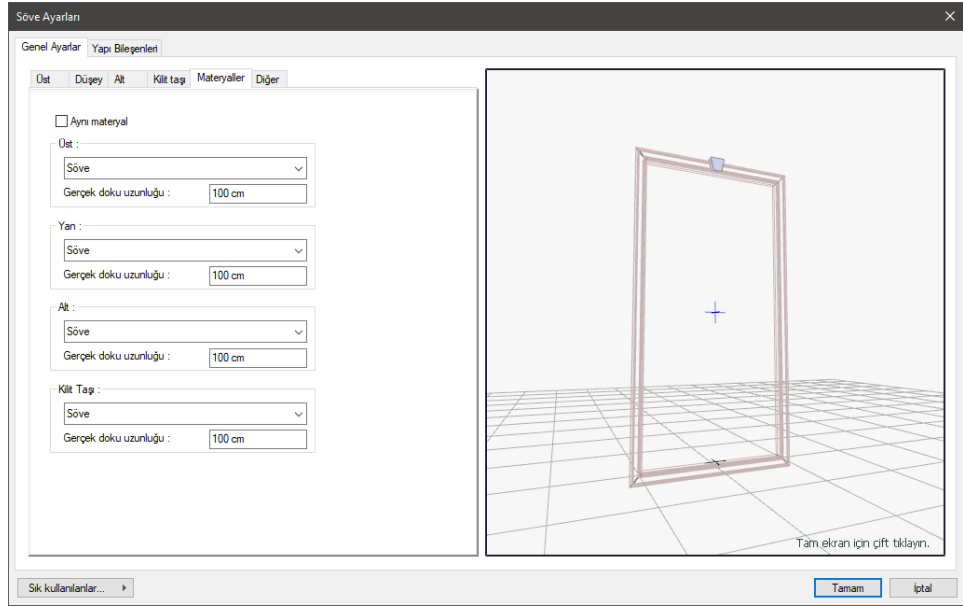 Söve Ayarları
Genel Ayarlar Yapı Bileşenleri
Üst Düşey Alt Kilit taşı Materyaller Diğer
Aynı materyal
Üst :
Söve
Gerçek doku uzunluğu : 100 cm
Yan :
Söve
Gerçek doku uzunluğu : 100 cm
Alt :
Söve
Gerçek doku uzunluğu : 100 cm
Kilit Taşı :
Söve
Gerçek doku uzunluğu : 100 cm
Tam ekran için çift tıklayın.
Sık kullanılanlar... Tamam İptal